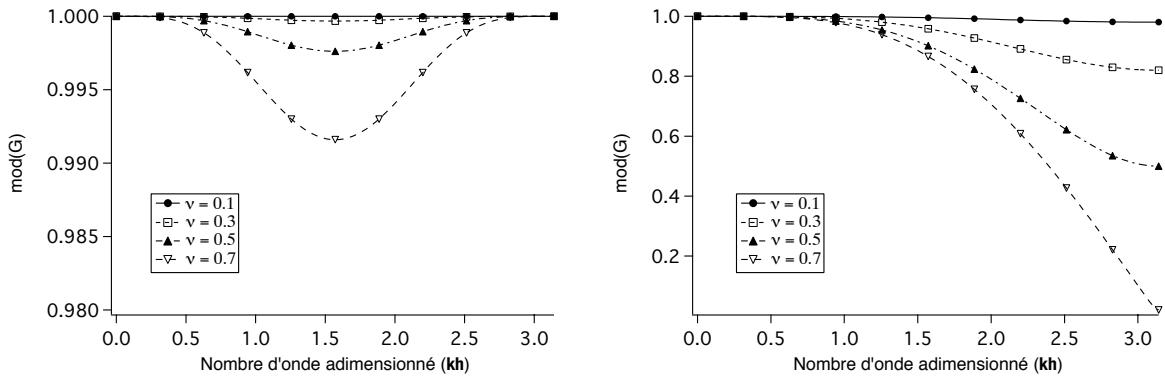 1.000
0.995
0.990
0.985
0.980
mod(G)
ν = 0.1
ν = 0.3
ν = 0.5
ν = 0.7
0.0 0.5 1.0 1.5 2.0 2.5 3.0
Nombre d'onde adimensionné (kh)
1.0
0.8
0.6
0.4
0.2
mod(G)
ν = 0.1
ν = 0.3
ν = 0.5
ν = 0.7
0.0 0.5 1.0 1.5 2.0 2.5 3.0
Nombre d'onde adimensionné (kh)